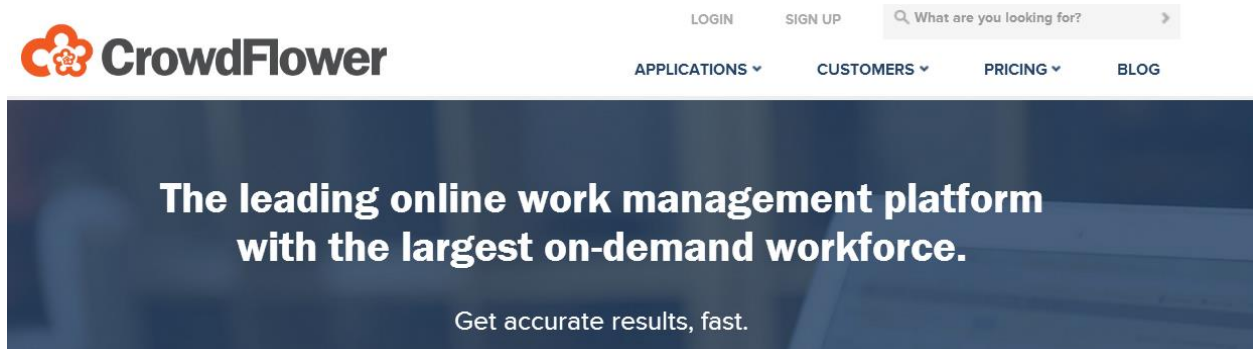 LOGIN SIGN UP What are you looking for?
CrowdFlower
APPLICATIONS CUSTOMERS PRICING BLOG
The leading online work management platform
with the largest on-demand workforce.
Get accurate results, fast.